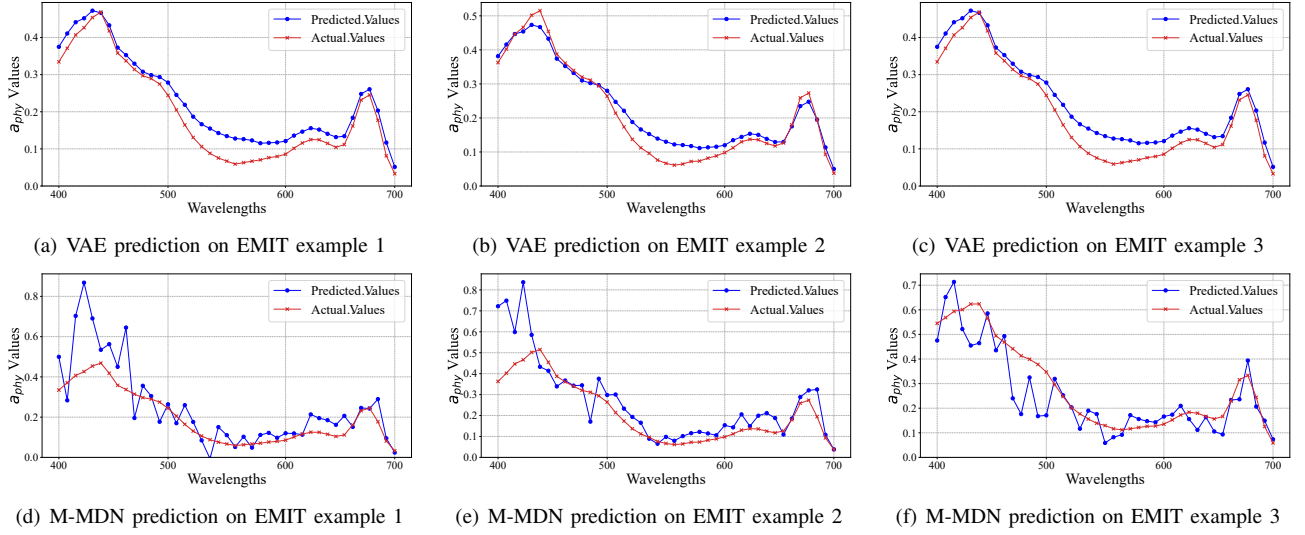 0.4
0.3
0.2
0.1
0.0
a_phy Values
400
500
600
700
Wavelengths
Predicted.Values
Actual.Values
(a) VAE prediction on EMIT example 1
0.5
0.4
0.3
0.2
0.1
0.0
a_phy Values
400
500
600
700
Wavelengths
Predicted.Values
Actual.Values
(b) VAE prediction on EMIT example 2
0.4
0.3
0.2
0.1
0.0
a_phy Values
400
500
600
700
Wavelengths
Predicted.Values
Actual.Values
(c) VAE prediction on EMIT example 3
0.8
0.6
0.4
0.2
0.0
a_phy Values
400
500
600
700
Wavelengths
Predicted.Values
Actual.Values
(d) M-MDN prediction on EMIT example 1
0.8
0.7
0.6
0.5
0.4
0.3
0.2
0.1
0.0
a_phy Values
400
500
600
700
Wavelengths
Predicted.Values
Actual.Values
(e) M-MDN prediction on EMIT example 2
0.7
0.6
0.5
0.4
0.3
0.2
0.1
0.0
a_phy Values
400
500
600
700
Wavelengths
Predicted.Values
Actual.Values
(f) M-MDN prediction on EMIT example 3